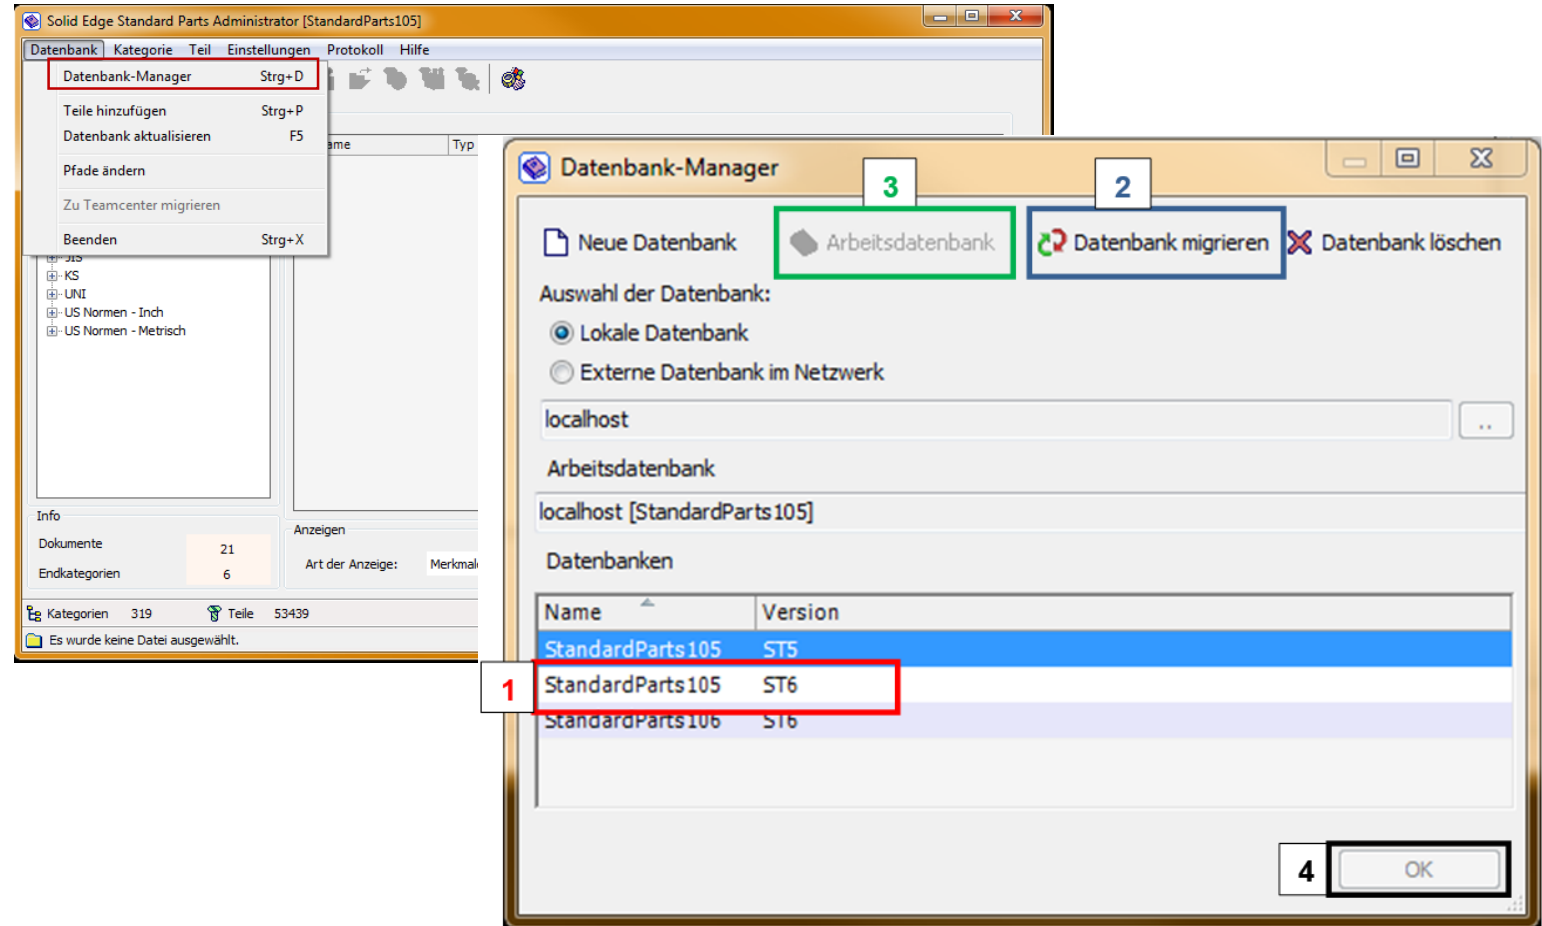 Solid Edge Standard Parts Administrator [StandardParts105]
Datenbank Kategorie Teil Einstellungen Protokoll Hilfe
Datenbank-Manager Strg+D
Teile hinzufügen Strg+P
Datenbank aktualisieren F5
Pfade ändern
Zu Teamcenter migrieren
Beenden Strg+X
ame Typ
JIS
KS
UNI
US Normen - Inch
US Normen - Metrisch
Info
Dokumente 21
Endkategorien 6
Anzeigen
Art der Anzeige: Merkmal
Kategorien 319 Teile 53439
Es wurde keine Datei ausgewählt.
Datenbank-Manager
3
2
Neue Datenbank Arbeitsdatenbank Datenbank migrieren Datenbank löschen
Auswahl der Datenbank:
Lokale Datenbank
Externe Datenbank im Netzwerk
localhost ..
Arbeitsdatenbank
localhost [StandardParts105]
Datenbanken
Name Version
StandardParts105 ST5
1 StandardParts105 ST6
StandardParts106 ST6
4 OK